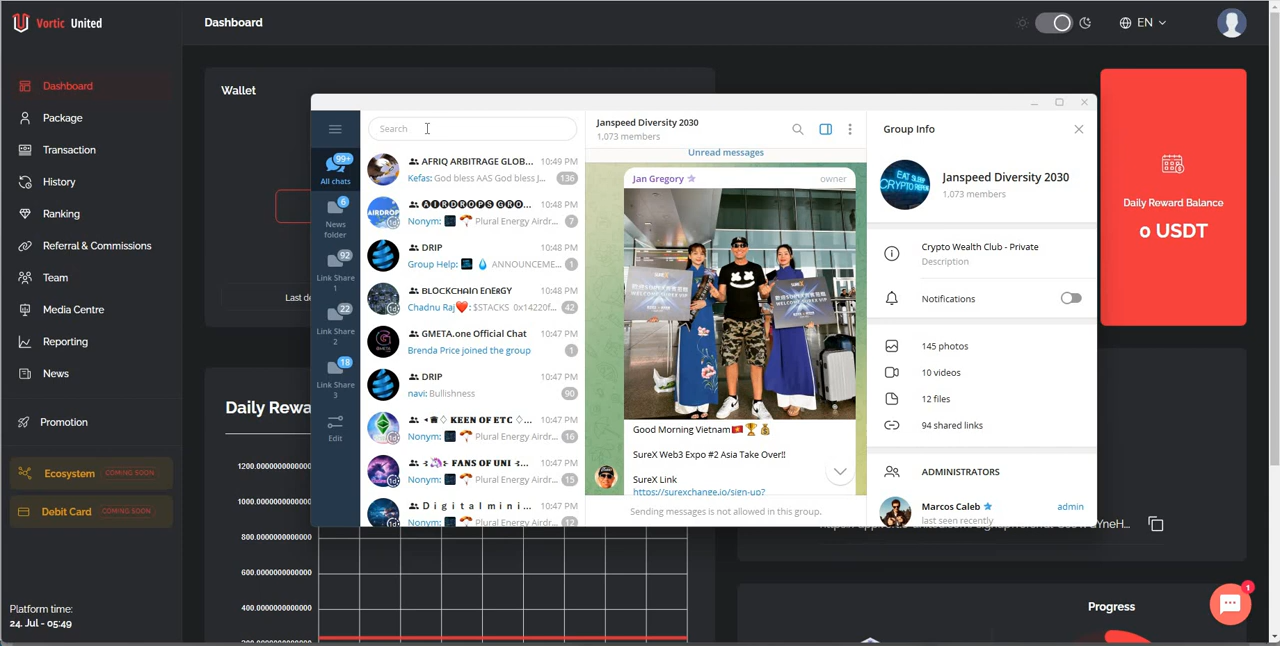 Vortic United
Dashboard
EN
Dashboard
Package
Transaction
History
Ranking
Referral & Commissions
Team
Media Centre
Reporting
News
Promotion
Ecosystem COMING SOON
Debit Card COMING SOON
Platform time:
24. Jul - 05:49
Wallet
Last de
Daily Rewa
1200.0000000000000
1000.0000000000000
800.0000000000000
600.0000000000000
400.0000000000000
Daily Reward Balance
0 USDT
Progress
1
99+
All chats
6
News folder
92
Link Share 1
22
Link Share 2
18
Link Share 3
Edit
Search
AFRIQ ARBITRAGE GLOB... 10:49 PM
Kefas: God bless AAS God bless J... 136
🅐🅘🅡🅓🅡🅞🅟🅢 🅖🅡🅞... 10:48 PM
Nonym: Plural Energy Airdr... 7
DRIP 10:48 PM
Group Help: 💧 ANNOUNCEME... 1
BLOCKCHAIN ENERGY 10:48 PM
Chadnu Raj❤️: $STACKS 0x14220f... 42
GMETA.one Official Chat 10:47 PM
Brenda Price joined the group 1
DRIP 10:47 PM
navi: Bullishness 90
KEEN OF ETC 10:47 PM
Nonym: Plural Energy Airdr... 16
FANS OF UNI 10:47 PM
Nonym: Plural Energy Airdr... 15
D i g i t a l m i n i ... 10:47 PM
Nonym: Plural Energy Airdr... 12
Janspeed Diversity 2030
1,073 members
Unread messages
Jan Gregory owner
WELCOME SUREX VIP
Good Morning Vietnam🇻🇳🏆💰
SureX Web3 Expo #2 Asia Take Over!!
SureX Link
https://surexchange.io/sign-up?
Sending messages is not allowed in this group.
Group Info
EAT SLEEP CRYPTO REPEAT
Janspeed Diversity 2030
1,073 members
Crypto Wealth Club - Private
Description
Notifications
145 photos
10 videos
12 files
94 shared links
ADMINISTRATORS
Marcos Caleb admin
last seen recently